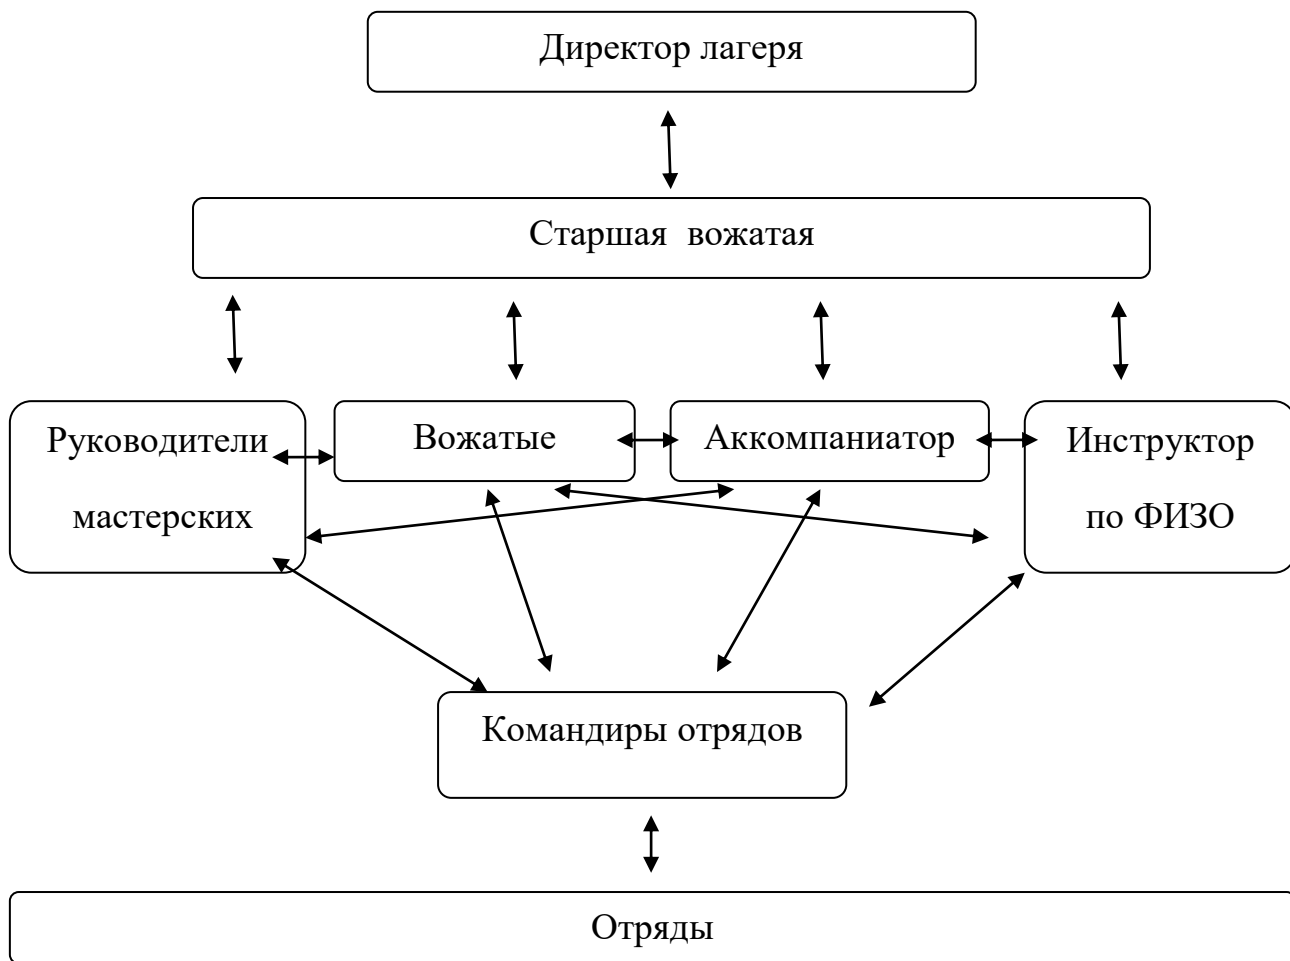 Директор лагеря
Старшая вожатая
Руководители
мастерских
Вожатые
Аккомпаниатор
Инструктор
по ФИЗО
Командиры отрядов
Отряды